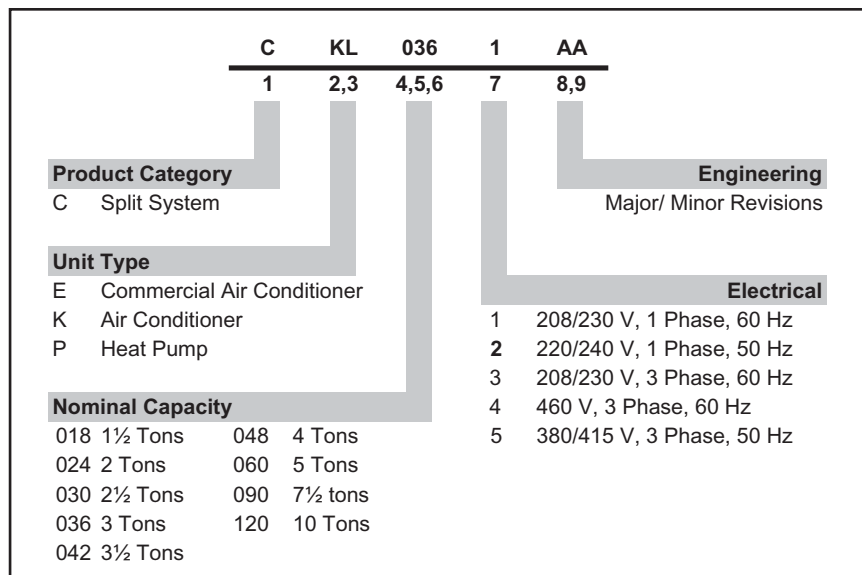 C KL 036 1 AA
1 2,3 4,5,6 7 8,9
Product Category
C Split System
Unit Type
E Commercial Air Conditioner
K Air Conditioner
P Heat Pump
Nominal Capacity
018 1½ Tons 048 4 Tons
024 2 Tons 060 5 Tons
030 2½ Tons 090 7½ tons
036 3 Tons 120 10 Tons
042 3½ Tons
Engineering
Major/ Minor Revisions
Electrical
1 208/230 V, 1 Phase, 60 Hz
2 220/240 V, 1 Phase, 50 Hz
3 208/230 V, 3 Phase, 60 Hz
4 460 V, 3 Phase, 60 Hz
5 380/415 V, 3 Phase, 50 Hz